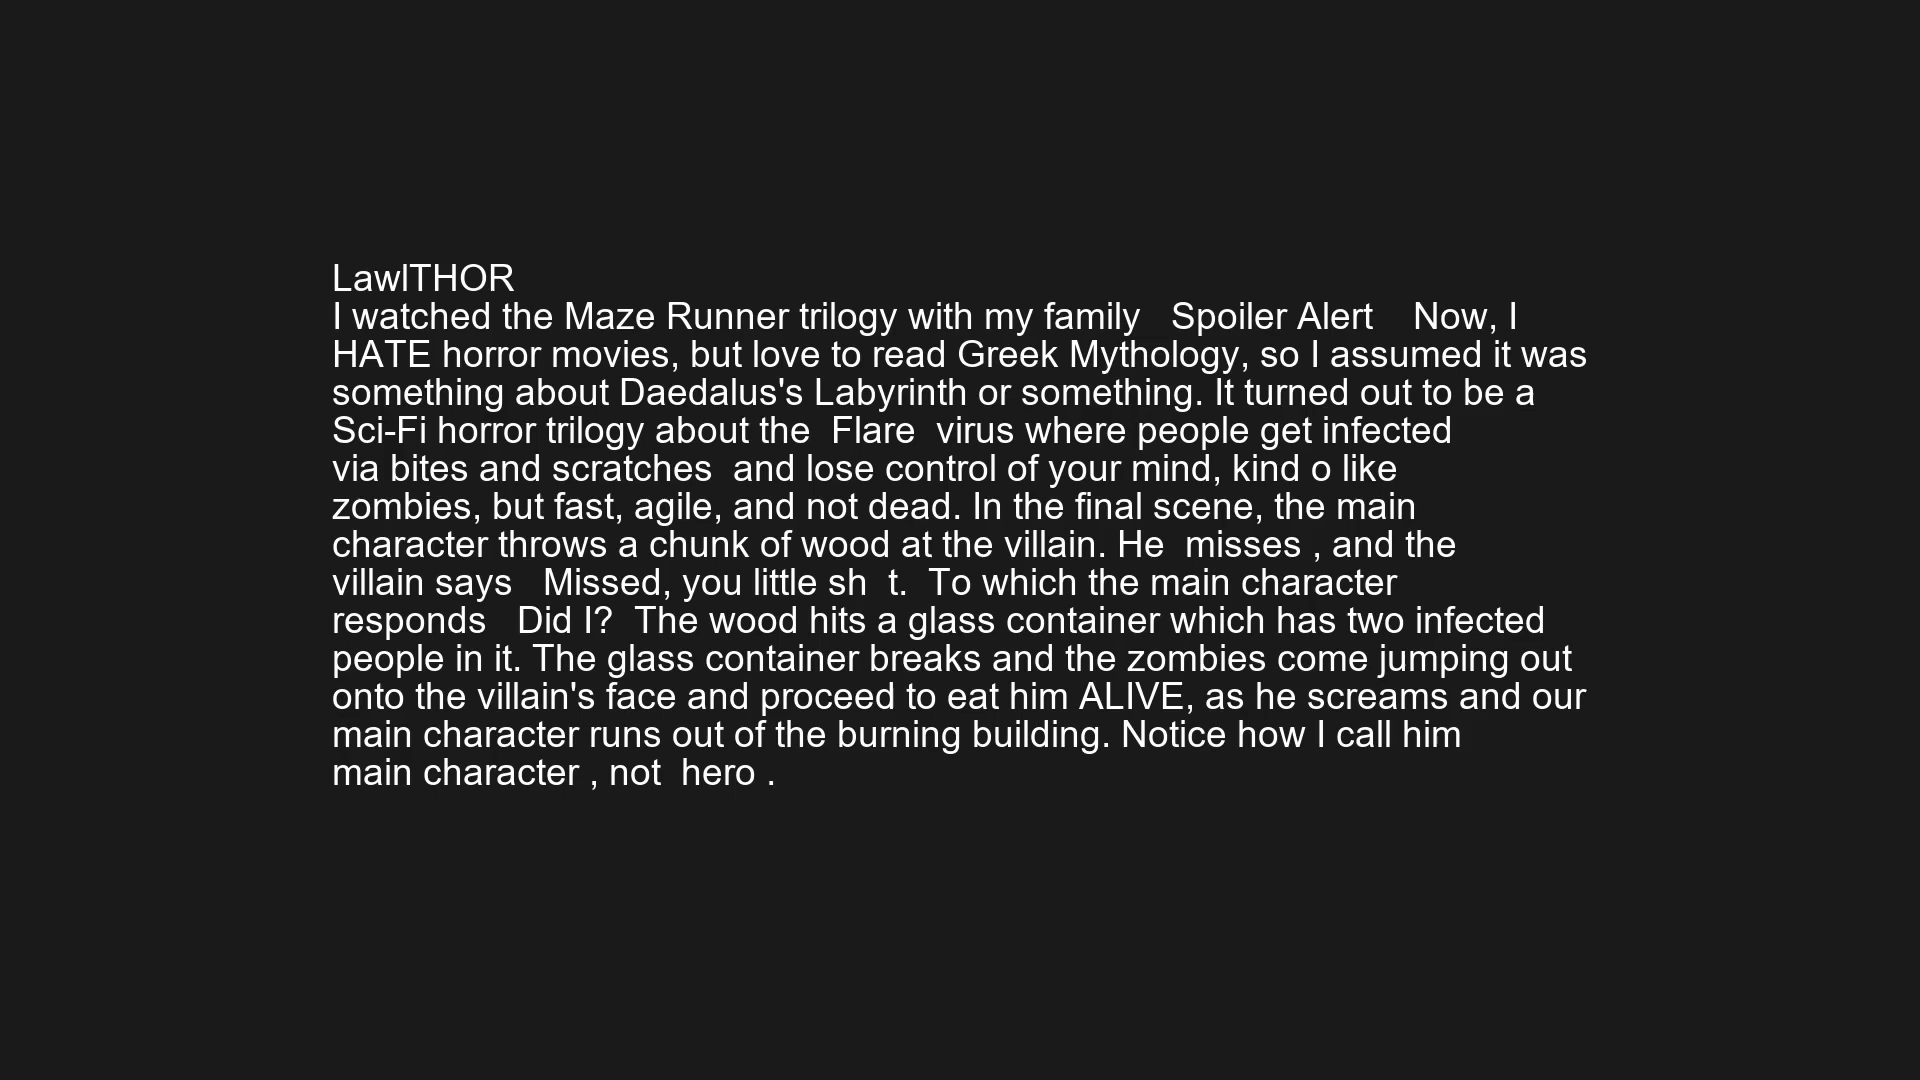 LawlTHOR
I watched the Maze Runner trilogy with my family   Spoiler Alert    Now, I
HATE horror movies, but love to read Greek Mythology, so I assumed it was
something about Daedalus's Labyrinth or something. It turned out to be a
Sci-Fi horror trilogy about the  Flare  virus where people get infected
via bites and scratches  and lose control of your mind, kind o like
zombies, but fast, agile, and not dead. In the final scene, the main
character throws a chunk of wood at the villain. He  misses , and the
villain says   Missed, you little sh  t.  To which the main character
responds   Did I?  The wood hits a glass container which has two infected
people in it. The glass container breaks and the zombies come jumping out
onto the villain's face and proceed to eat him ALIVE, as he screams and our
main character runs out of the burning building. Notice how I call him
main character , not  hero .